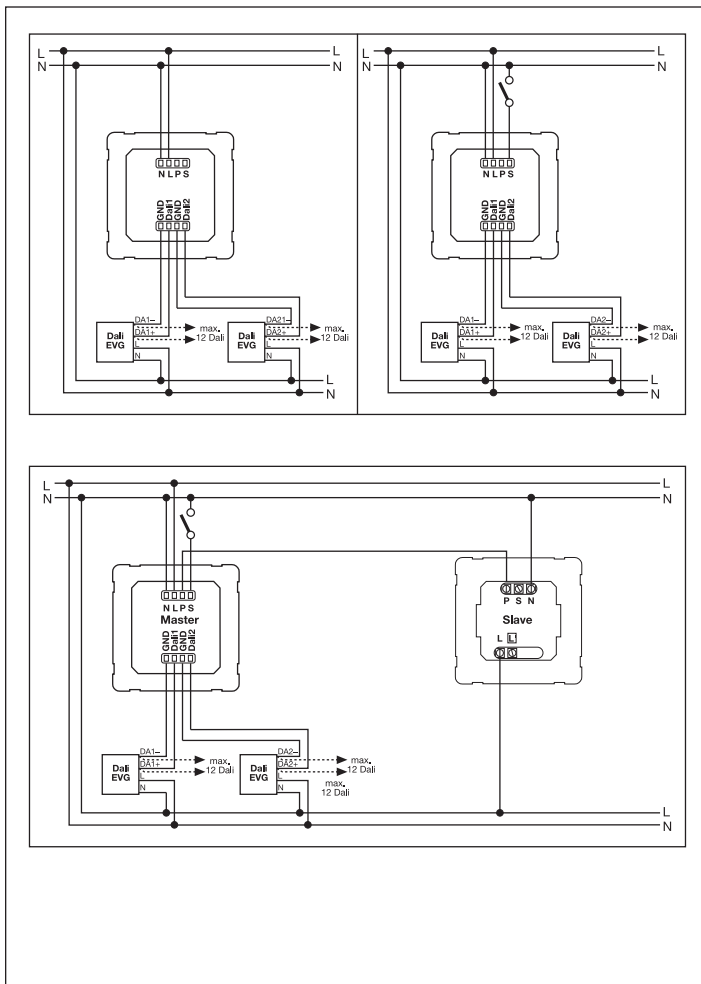 L L
N N
N L P S
GND Dali1 GND Dali2
Dali EVG
DA1–
DA1+
L
N
max.
12 Dali
Dali EVG
DA21–
DA2+
L
N
max.
12 Dali
L
N
L L
N N
N L P S
GND Dali1 GND Dali2
Dali EVG
DA1–
DA1+
L
N
max.
12 Dali
Dali EVG
DA2–
DA2+
L
N
max.
12 Dali
L
N
L L
N N
N L P S
Master
GND Dali1 GND Dali2
P S N
Slave
L L'
Dali EVG
DA1–
DA1+
L
N
max.
12 Dali
Dali EVG
DA2–
DA2+
L
N
max.
12 Dali
max.
12 Dali
L
N